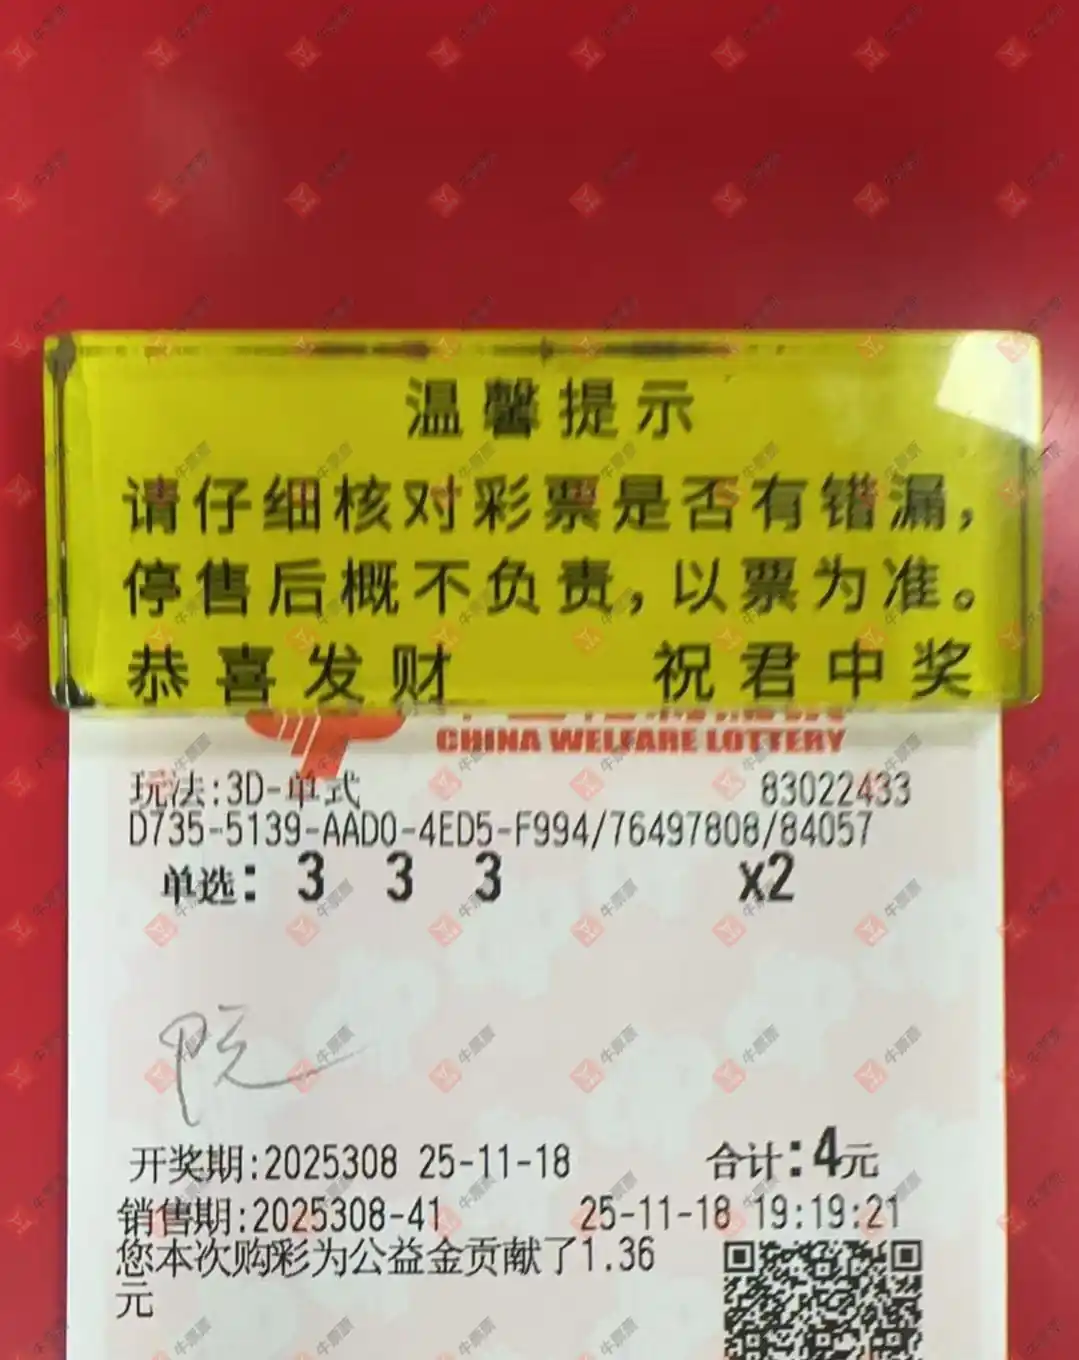 温馨提示
请仔细核对彩票是否有错漏，
停售后概不负责，以票为准。
恭喜发财 祝君中奖
CHINA WELFARE LOTTERY
玩法:3D-单式 83022433
D735-5139-AAD0-4ED5-F994/76497808/84057
单选: 3 3 3 x2
院
开奖期:2025308 25-11-18 合计:4元
销售期:2025308-41 25-11-18 19:19:21
您本次购彩为公益金贡献了1.36
元
牛票票